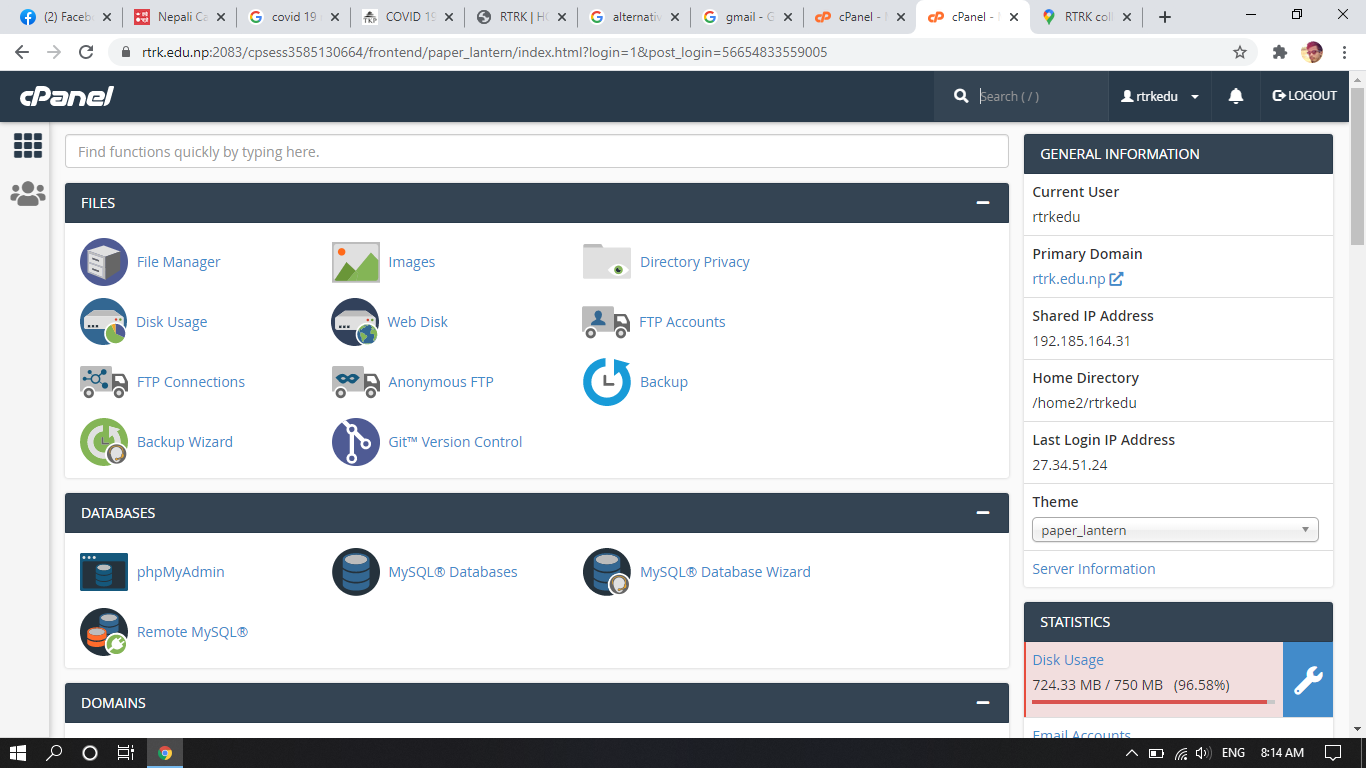 (2) Faceb
Nepali Ca
covid 19
COVID 19
RTRK | H
alternativ
gmail - G
cPanel -
cPanel -
RTRK coll
rtrk.edu.np:2083/cpsess3585130664/frontend/paper_lantern/index.html?login=1&post_login=56654833559005
cPanel
Search ( / )
rtrkedu
LOGOUT
Find functions quickly by typing here.
FILES
File Manager
Images
Directory Privacy
Disk Usage
Web Disk
FTP Accounts
FTP Connections
Anonymous FTP
Backup
Backup Wizard
Git™ Version Control
DATABASES
phpMyAdmin
MySQL® Databases
MySQL® Database Wizard
Remote MySQL®
DOMAINS
GENERAL INFORMATION
Current User
rtrkedu
Primary Domain
rtrk.edu.np
Shared IP Address
192.185.164.31
Home Directory
/home2/rtrkedu
Last Login IP Address
27.34.51.24
Theme
paper_lantern
Server Information
STATISTICS
Disk Usage
724.33 MB / 750 MB (96.58%)
Email Accounts
ENG
8:14 AM